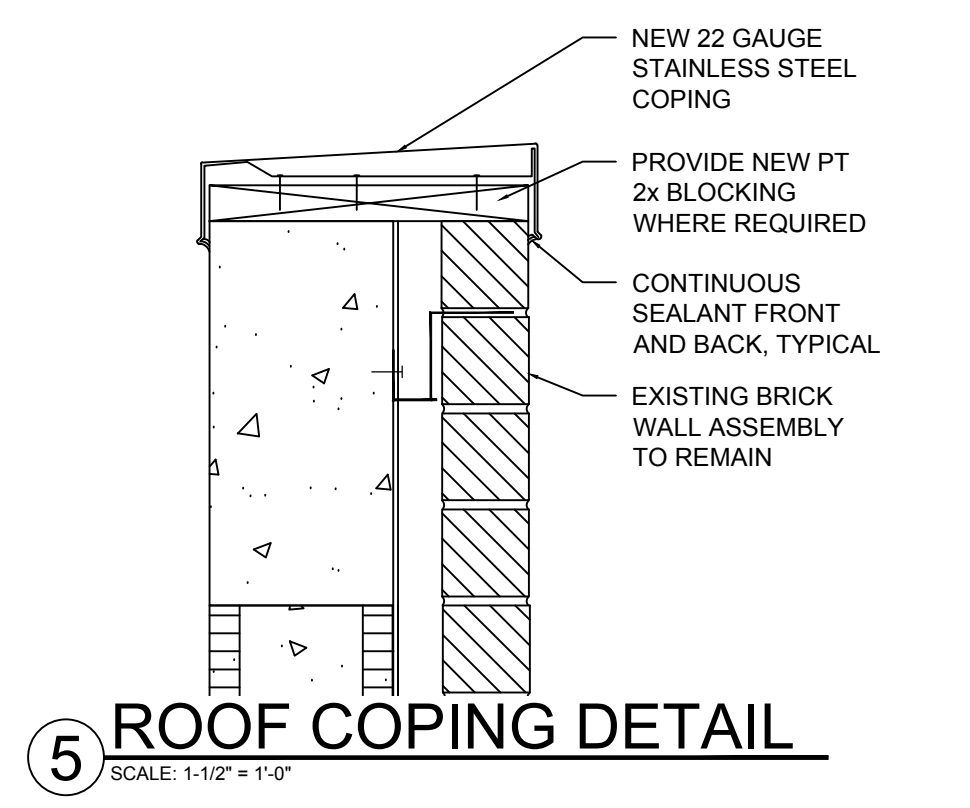 NEW 22 GAUGE
STAINLESS STEEL
COPING
PROVIDE NEW PT
2x BLOCKING
WHERE REQUIRED
CONTINUOUS
SEALANT FRONT
AND BACK, TYPICAL
EXISTING BRICK
WALL ASSEMBLY
TO REMAIN
5 ROOF COPING DETAIL
SCALE: 1-1/2" = 1'-0"